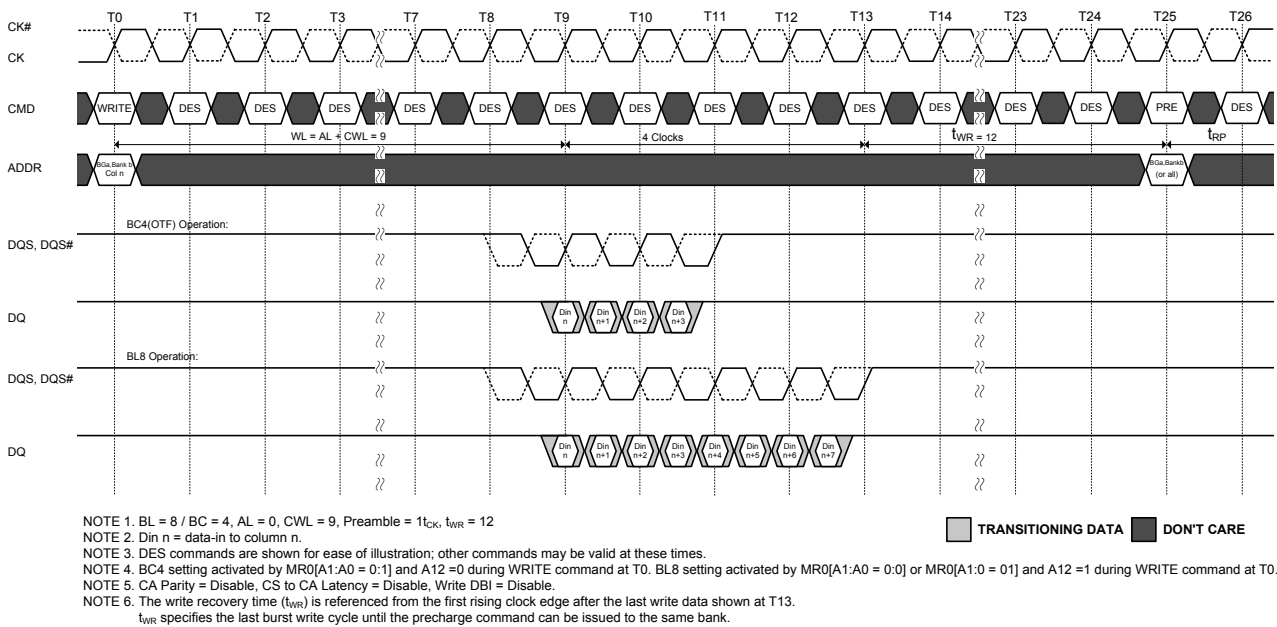 T0 T1 T2 T3 T7 T8 T9 T10 T11 T12 T13 T14 T23 T24 T25 T26
CK#
CK
CMD WRITE DES DES DES DES DES DES DES DES DES DES DES DES DES PRE DES
WL = AL + CWL = 9 4 Clocks tWR = 12 tRP
ADDR
BGa,Bank b
Col n
BGa,Bankb
(or all)
BC4(OTF) Operation:
DQS, DQS#
DQ
Din Din Din Din
n n+1 n+2 n+3
BL8 Operation:
DQS, DQS#
DQ
Din Din Din Din Din Din Din Din
n n+1 n+2 n+3 n+4 n+5 n+6 n+7
NOTE 1. BL = 8 / BC = 4, AL = 0, CWL = 9, Preamble = 1tCK, tWR = 12
NOTE 2. Din n = data-in to column n.
NOTE 3. DES commands are shown for ease of illustration; other commands may be valid at these times.
NOTE 4. BC4 setting activated by MR0[A1:A0 = 0:1] and A12 =0 during WRITE command at T0. BL8 setting activated by MR0[A1:A0 = 0:0] or MR0[A1:0 = 01] and A12 =1 during WRITE command at T0.
NOTE 5. CA Parity = Disable, CS to CA Latency = Disable, Write DBI = Disable.
NOTE 6. The write recovery time (tWR) is referenced from the first rising clock edge after the last write data shown at T13.
tWR specifies the last burst write cycle until the precharge command can be issued to the same bank.
TRANSITIONING DATA DON'T CARE